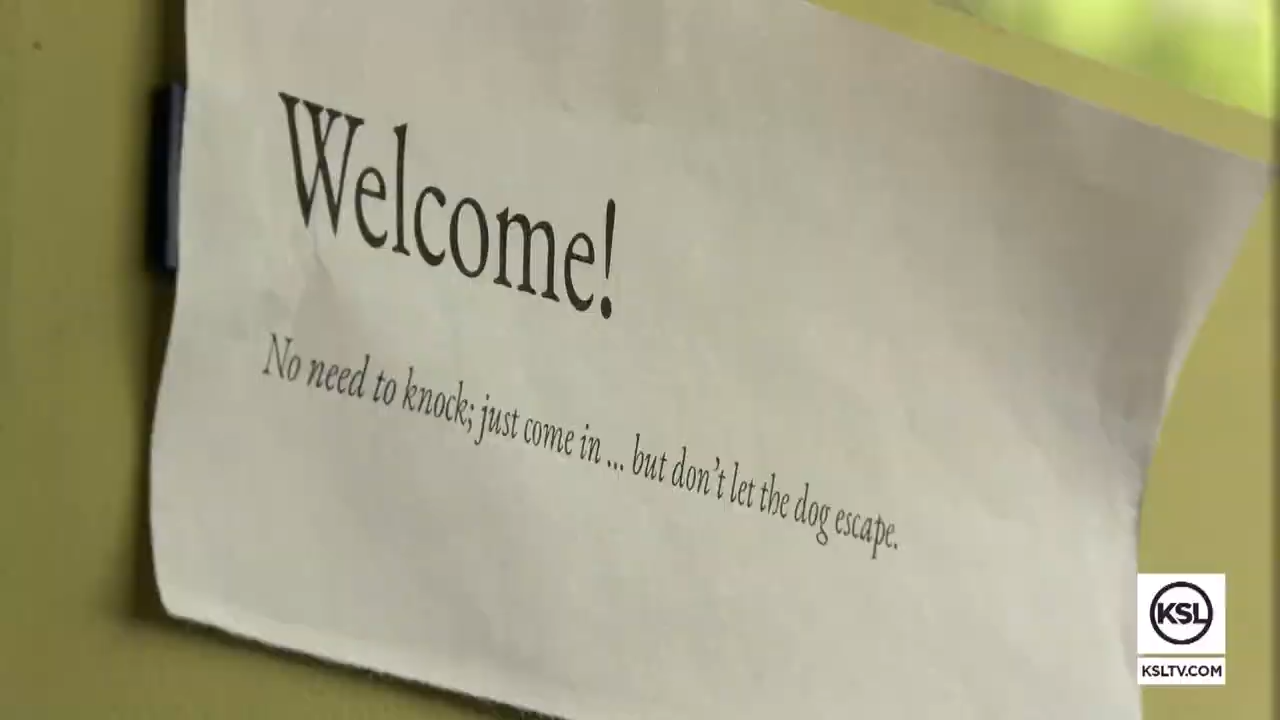 Welcome!
No need to knock; just come in ... but don't let the dog escape.
KSL
KSLTV.COM